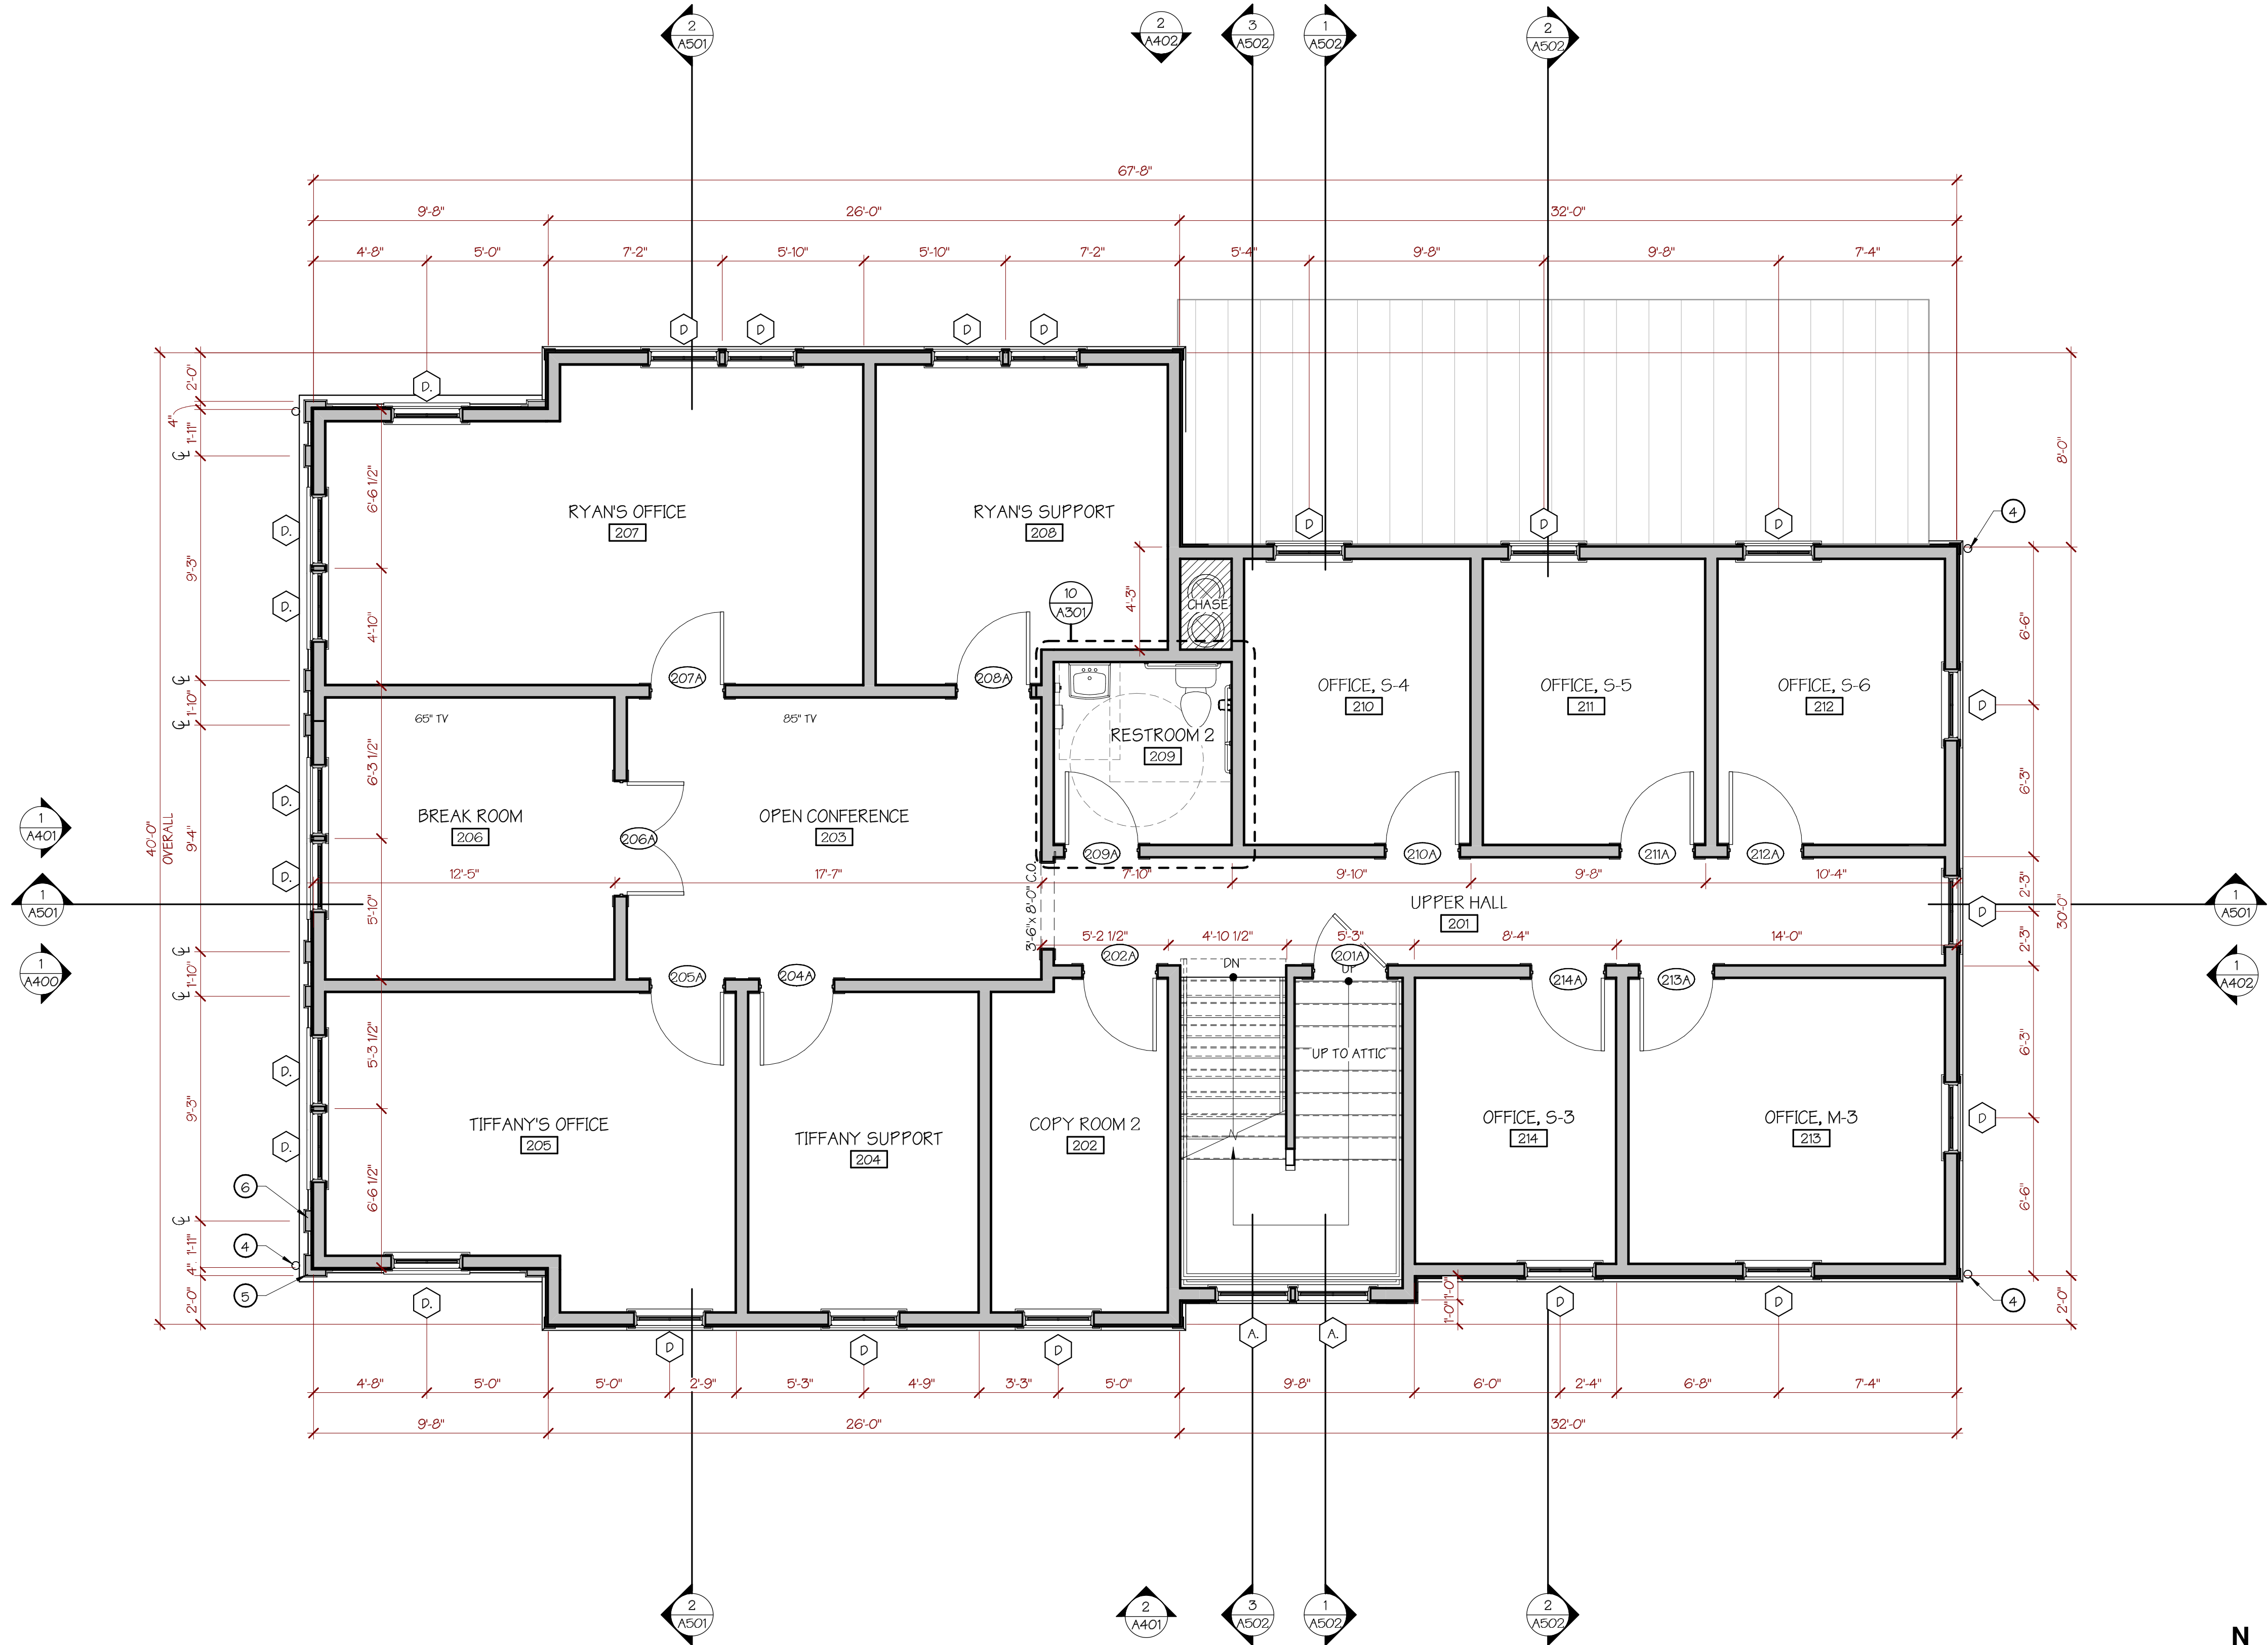 2
A501
2
A402
3
A502
1
A502
2
A502
67'-8"
9'-8"
26'-0"
32'-0"
4'-8"
5'-0"
7'-2"
5'-10"
5'-10"
7'-2"
5'-4"
9'-8"
9'-8"
7'-4"
D
D
D
D
D.
2'-0"
4"
1'-11"
8'-0"
6'-6 1/2"
RYAN'S OFFICE
207
RYAN'S SUPPORT
208
D
D
D
4
D.
9'-3"
D.
4'-10"
10
A301
4'-3"
CHASE
6'-6"
207A
208A
OFFICE, S-4
210
OFFICE, S-5
211
OFFICE, S-6
212
D
1'-10"
65" TV
85" TV
RESTROOM 2
209
6'-3 1/2"
6'-3"
D.
1
A401
40'-0"
OVERALL
9'-4"
BREAK ROOM
206
206A
OPEN CONFERENCE
203
209A
210A
211A
212A
D.
12'-5"
17'-7"
3'-6"x 8'-0" C.O.
7'-10"
9'-10"
9'-8"
10'-4"
2'-3"
30'-0"
1
A501
5'-10"
UPPER HALL
201
D
1
A501
5'-2 1/2"
4'-10 1/2"
5'-3"
8'-4"
14'-0"
2'-3"
1
A400
1'-10"
205A
204A
202A
DN
201A
UP
214A
213A
1
A402
5'-3 1/2"
UP TO ATTIC
6'-3"
D.
9'-3"
TIFFANY'S OFFICE
205
TIFFANY SUPPORT
204
COPY ROOM 2
202
OFFICE, S-3
214
OFFICE, M-3
213
D
D.
6
6'-6 1/2"
6'-6"
4
1'-11"
4"
5
2'-0"
1'-0"
1'-0"
2'-0"
4
D.
D
D
D
A.
A.
D
D
4'-8"
5'-0"
5'-0"
2'-9"
5'-3"
4'-9"
3'-3"
5'-0"
9'-8"
6'-0"
2'-4"
6'-8"
7'-4"
9'-8"
26'-0"
32'-0"
2
A501
2
A401
3
A502
1
A502
2
A502
N